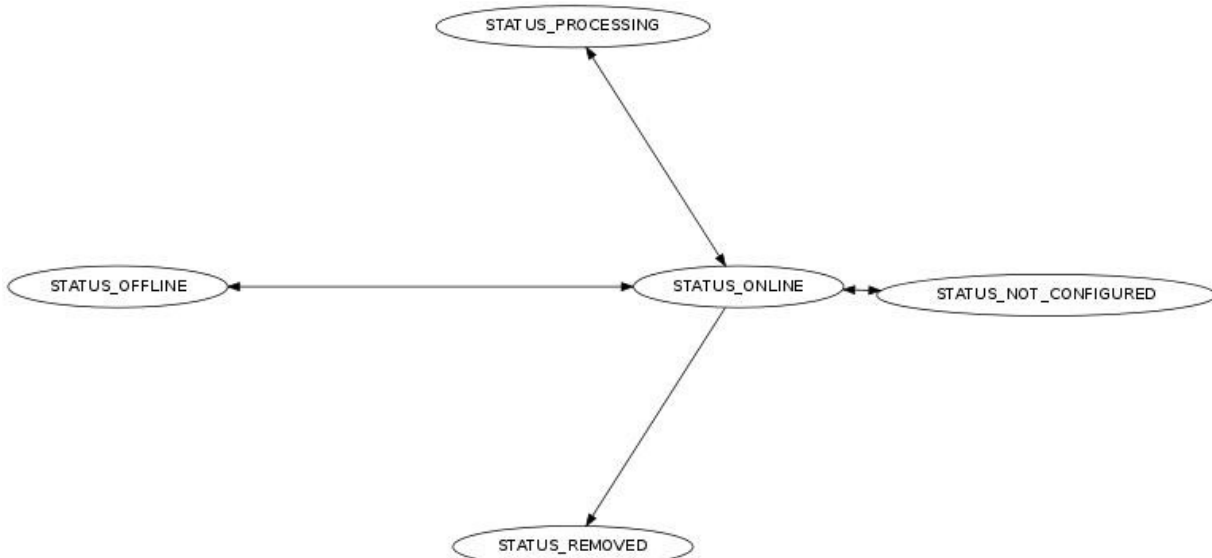 STATUS_PROCESSING
STATUS_OFFLINE
STATUS_ONLINE
STATUS_NOT_CONFIGURED
STATUS_REMOVED